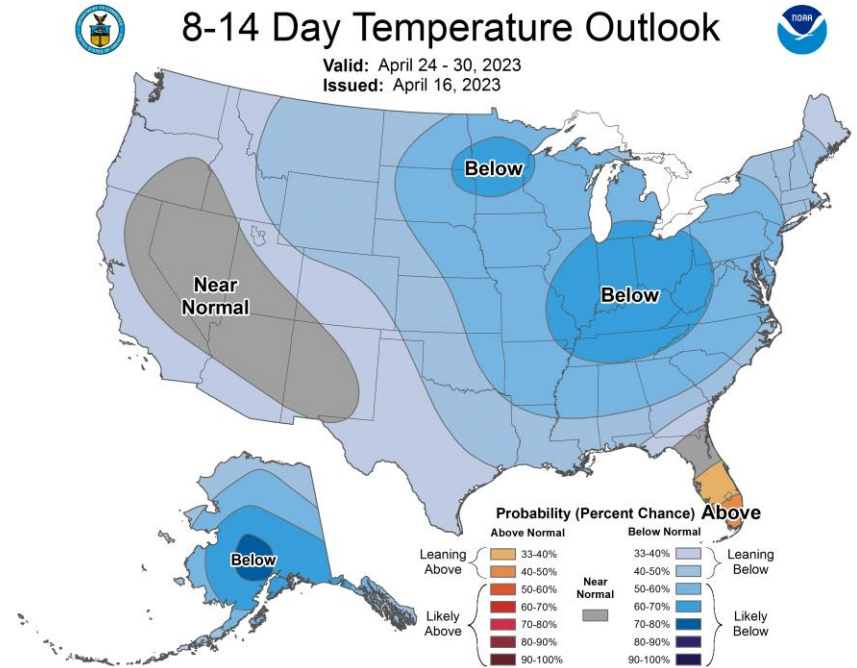 8-14 Day Temperature Outlook
NOAA
Valid: April 24 - 30, 2023
Issued: April 16, 2023
Below
Near
Normal
Below
Below
Above
Probability (Percent Chance)
Above Normal
Below Normal
Leaning
Above
33-40%
40-50%
Likely
Above
50-60%
60-70%
70-80%
80-90%
90-100%
Near
Normal
33-40%
40-50%
Leaning
Below
50-60%
60-70%
70-80%
80-90%
90-100%
Likely
Below